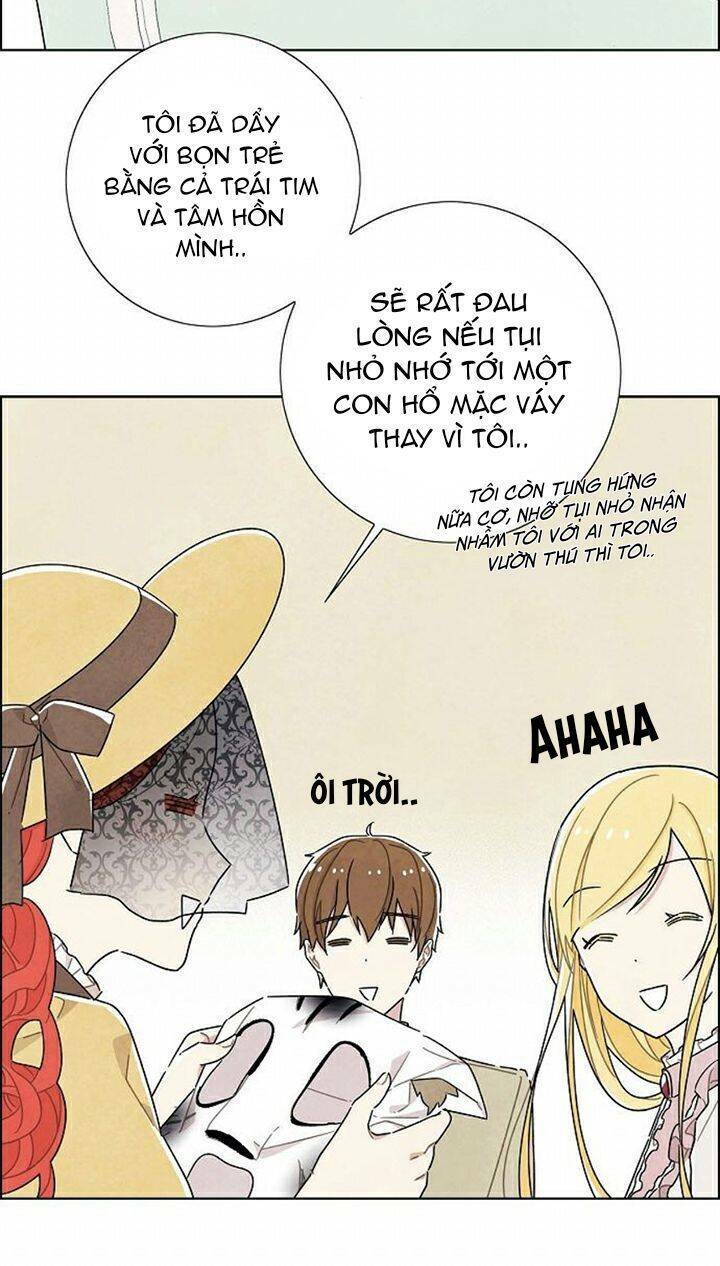 TÔI ĐÃ DẨY
VỚI BỌN TRẺ
BẰNG CẢ TRÁI TIM
VÀ TÂM HỒN
MÌNH..
SẼ RẤT ĐAU
LÒNG NẾU TỤI
NHỎ NHỚ TỚI MỘT
CON HỔ MẶC VÁY
THAY VÌ TÔI..
TÔI CÒN TUNG HỨNG
NỮA CƠ, NHỠ TỤI NHỎ NHẬN
NHẦM TÔI VỚI AI TRONG
VƯỜN THÚ THÌ TOI..
AHAHA
ÔI TRỜI..